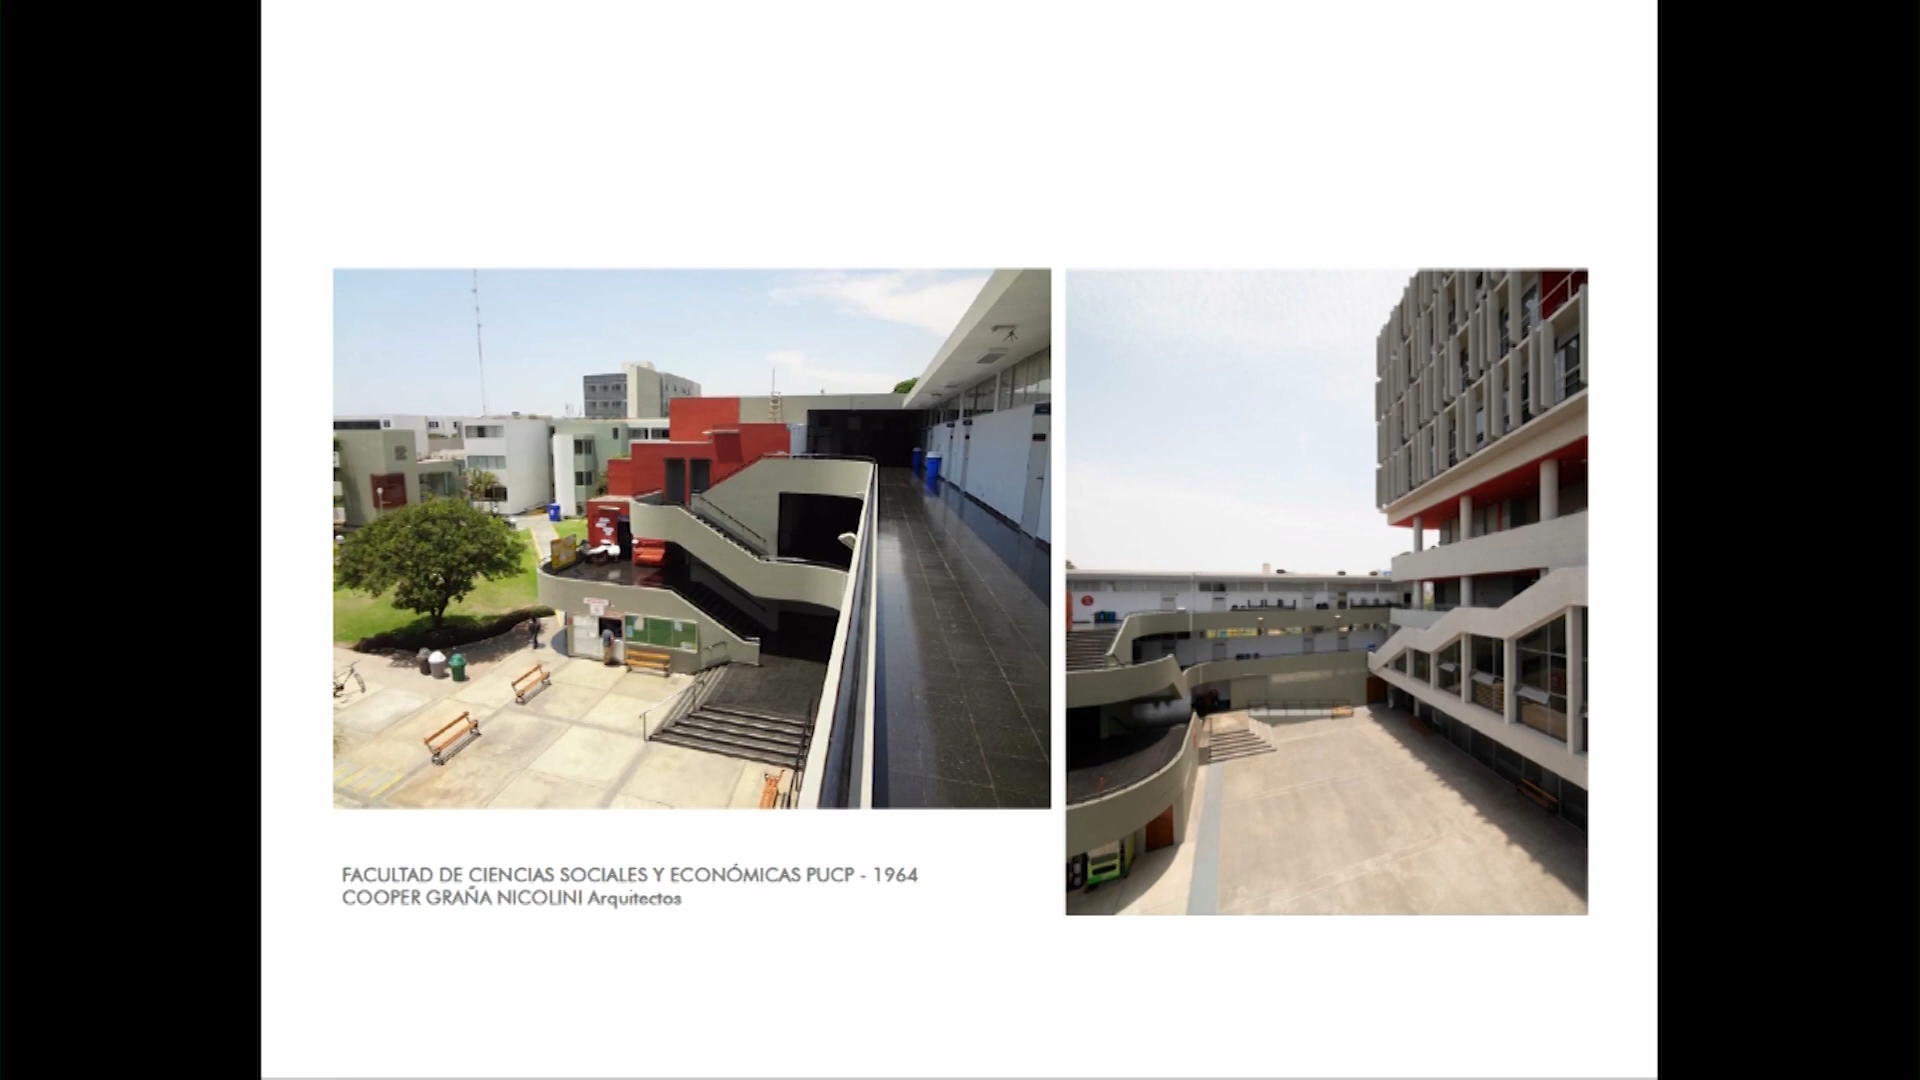 FACULTAD DE CIENCIAS SOCIALES Y ECONÓMICAS PUCP - 1964
COOPER GRAÑA NICOLINI Arquitectos